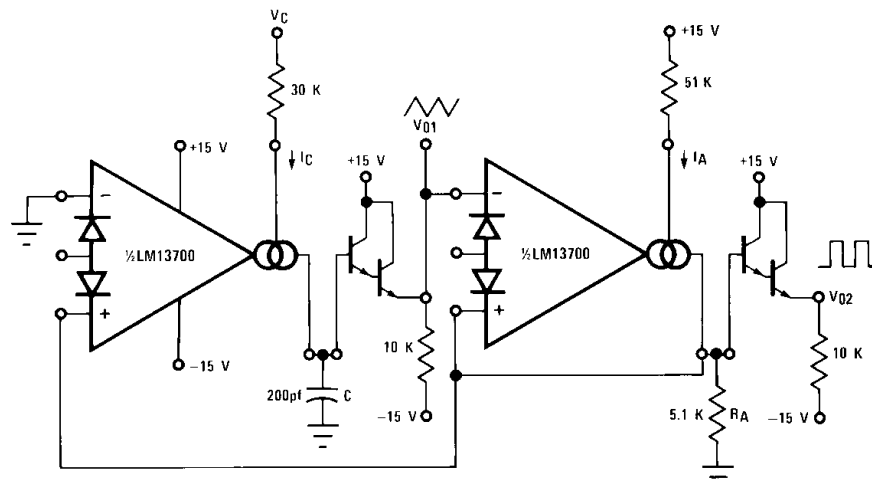 VC
30 K
IC
+15 V
–
½LM13700
+
–15 V
+15 V
V01
10 K
–15 V
200pf
C
+15 V
51 K
IA
–
½LM13700
+
+15 V
V02
10 K
–15 V
5.1 K
RA